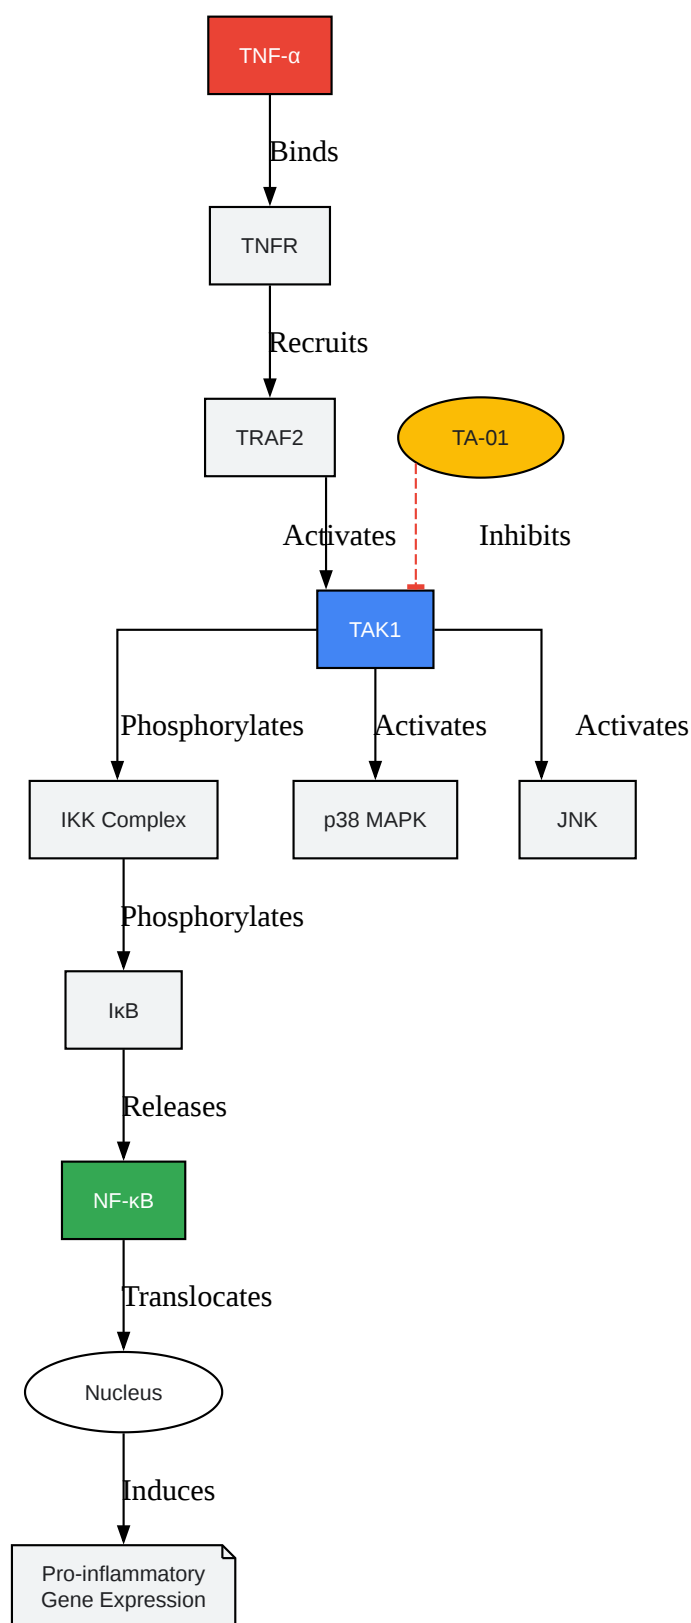 TNF-α
Binds
TNFR
Recruits
TRAF2
TA-01
Activates
Inhibits
TAK1
Phosphorylates
Activates
Activates
IKK Complex
p38 MAPK
JNK
Phosphorylates
IκB
Releases
NF-κB
Translocates
Nucleus
Induces
Pro-inflammatory
Gene Expression